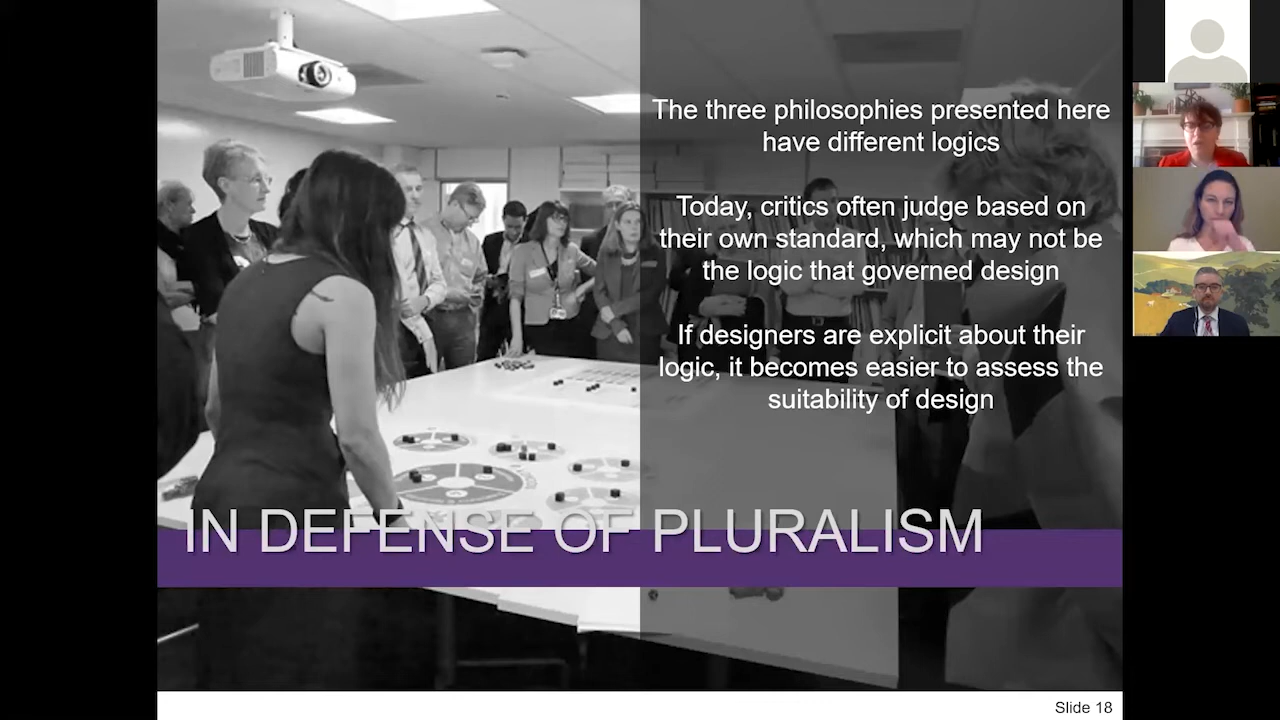 The three philosophies presented here
have different logics
Today, critics often judge based on
their own standard, which may not be
the logic that governed design
If designers are explicit about their
logic, it becomes easier to assess the
suitability of design
IN DEFENSE OF PLURALISM
Slide 18